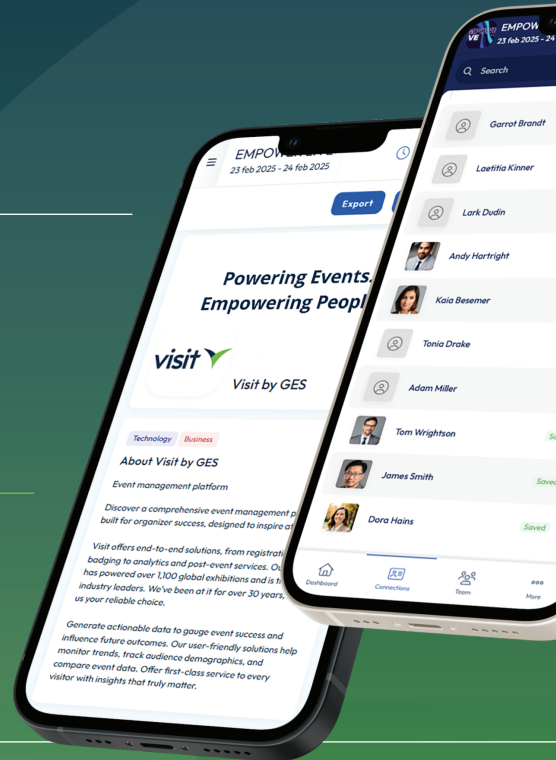 EMPOW
23 feb 2025 - 24 feb 2025
Export
Powering Events.
Empowering Peopl
visit
Visit by GES
Technology
Business
About Visit by GES
Event management platform
Discover a comprehensive event management p
built for organizer success, designed to inspire at
Visit offers end-to-end solutions, from registrati
badging to analytics and post-event services. Ou
has powered over 1,100 global exhibitions and is t
industry leaders. We've been at it for over 30 years,
us your reliable choice.
Generate actionable data to gauge event success and
influence future outcomes. Our user-friendly solutions help
monitor trends, track audience demographics, and
compare event data. Offer first-class service to every
visitor with insights that truly matter.
VE
EMPOW
23 feb 2025 - 24
Search
Garrot Brandt
Laetitia Kinner
Lark Dudin
Andy Hartright
Kaia Besemer
Tonia Drake
Adam Miller
Tom Wrightson
Sa
James Smith
Saved
Dora Hains
Saved
Dashboard
Connections
Team
More